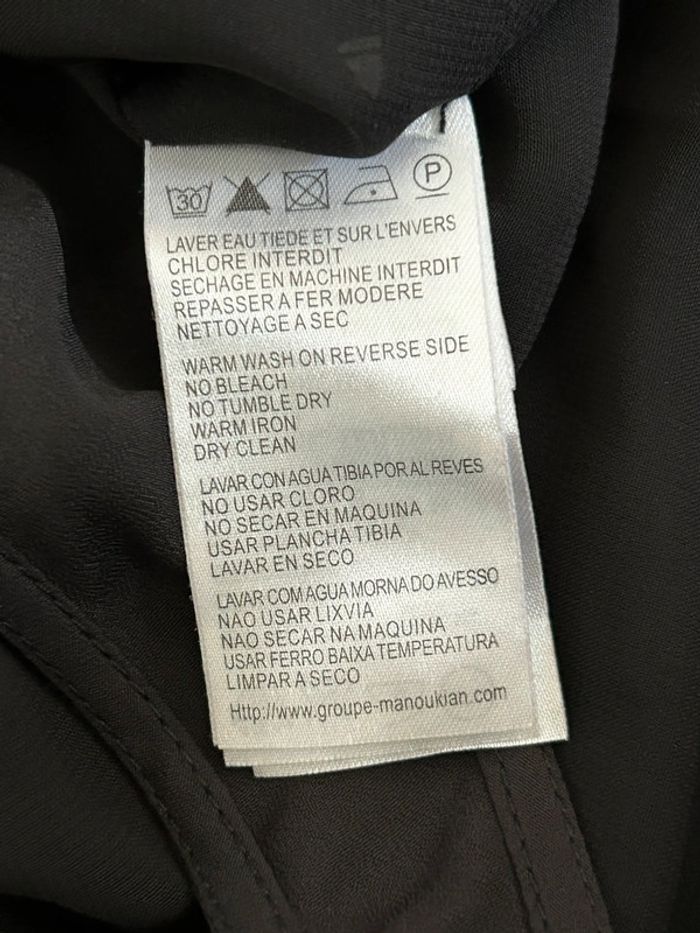 30 P
LAVER EAU TIEDE ET SUR L'ENVERS
CHLORE INTERDIT
SECHAGE EN MACHINE INTERDIT
REPASSER A FER MODERE
NETTOYAGE A SEC
WARM WASH ON REVERSE SIDE
NO BLEACH
NO TUMBLE DRY
WARM IRON
DRY CLEAN
LAVAR CON AGUA TIBIA POR AL REVES
NO USAR CLORO
NO SECAR EN MAQUINA
USAR PLANCHA TIBIA
LAVAR EN SECO
LAVAR COM AGUA MORNA DO AVESSO
NAO USAR LIXVIA
NAO SECAR NA MAQUINA
USAR FERRO BAIXA TEMPERATURA
LIMPAR A SECO
Http://www.groupe-manoukian.com